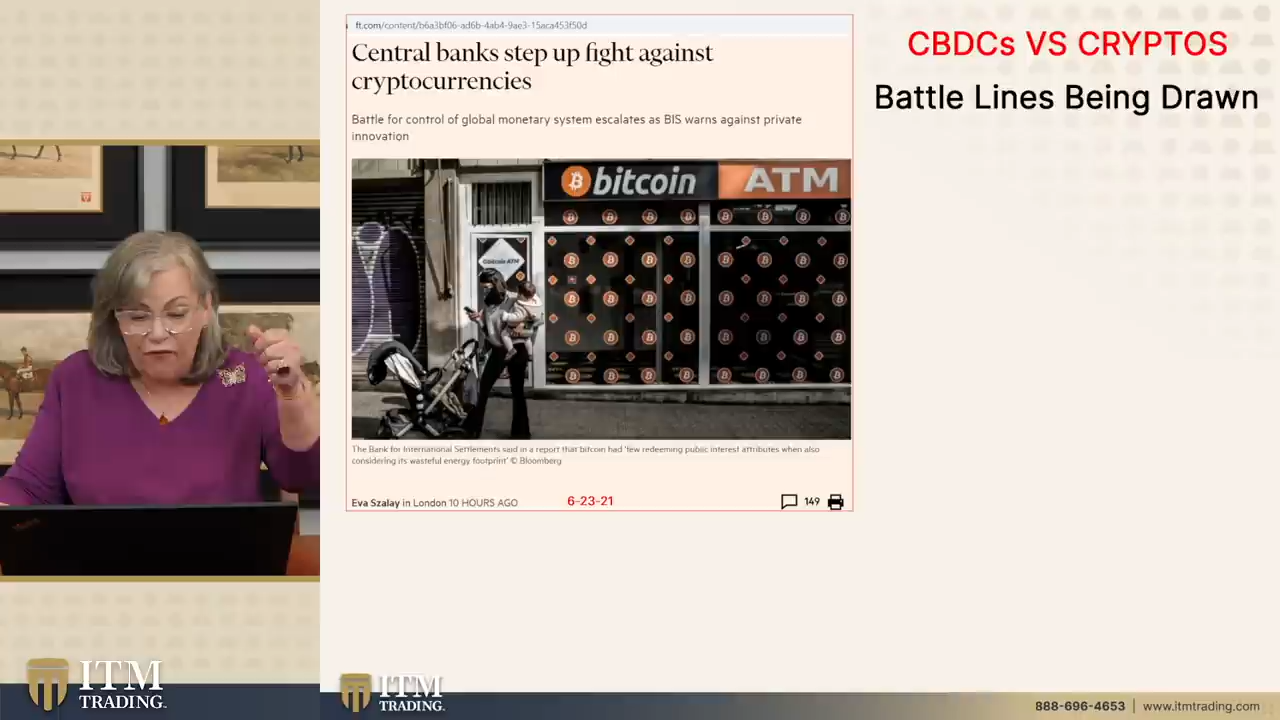 ft.com/content/b6a3bf06-ad6b-4ab4-9ae3-15aca453f50d
Central banks step up fight against
cryptocurrencies
Battle for control of global monetary system escalates as BIS warns against private
innovation
bitcoin ATM
bitcoin ATM
The Bank for International Settlements said in a report that bitcoin had 'few redeeming public interest attributes when also
considering its wasteful energy footprint' © Bloomberg
Eva Szalay in London 10 HOURS AGO
6-23-21
149
CBDCs VS CRYPTOS
Battle Lines Being Drawn
ITM
TRADING.
ITM
TRADING.
888-696-4653 | www.itmtrading.com